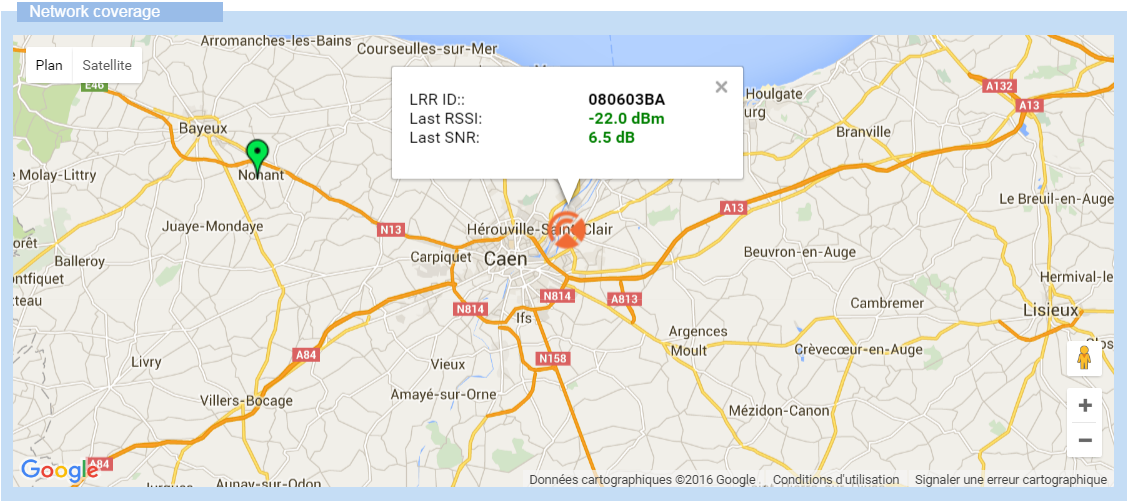 Network coverage
Arromanches-les-Bains
Courseulles-sur-Mer
Plan Satellite
E46
LRR ID:: 080603BA
Last RSSI: -22.0 dBm
Last SNR: 6.5 dB
Houlgate
A132
A13
Bayeux
Branville
Nonant
e Molay-Littry
Le Breuil-en-Auge
A13
Juaye-Mondaye
N13
Hérouville-Saint-Clair
orêt
Balleroy
Carpiquet
Caen
Beuvron-en-Auge
ontfiquet
Hermival-le
tteau
N814
A813
N814
Cambremer
Ifs
Lisieux
Argences
Moult
Crèvecœur-en-Auge
A84
N158
Livry
Vieux
Amayé-sur-Orne
Villers-Bocage
Mézidon-Canon
A84
Google
Aunay-sur-Odon
Données cartographiques ©2016 Google Conditions d'utilisation Signaler une erreur cartographique